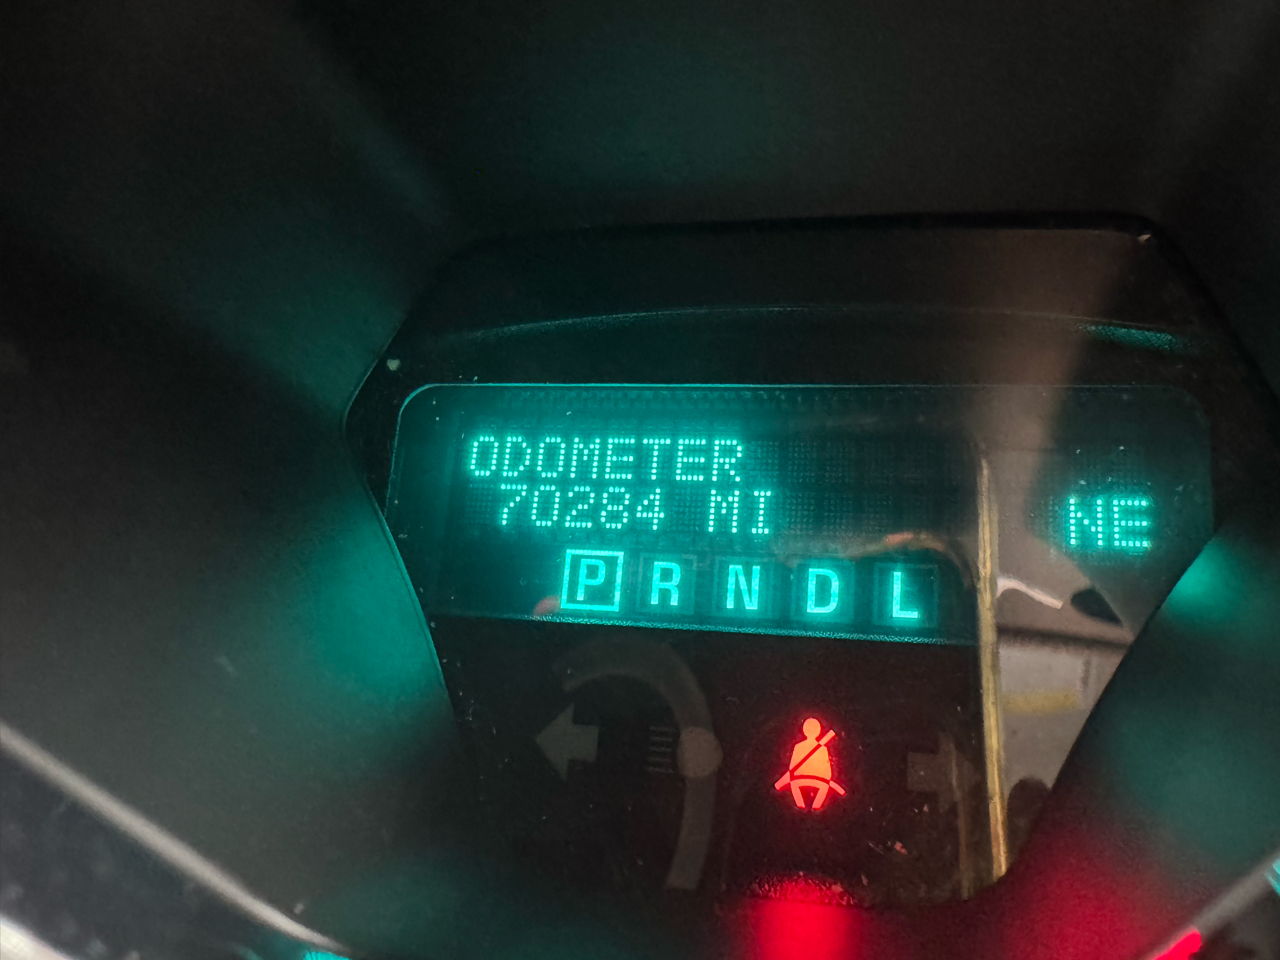 ODOMETER
70284 MI
NE
P R N D L